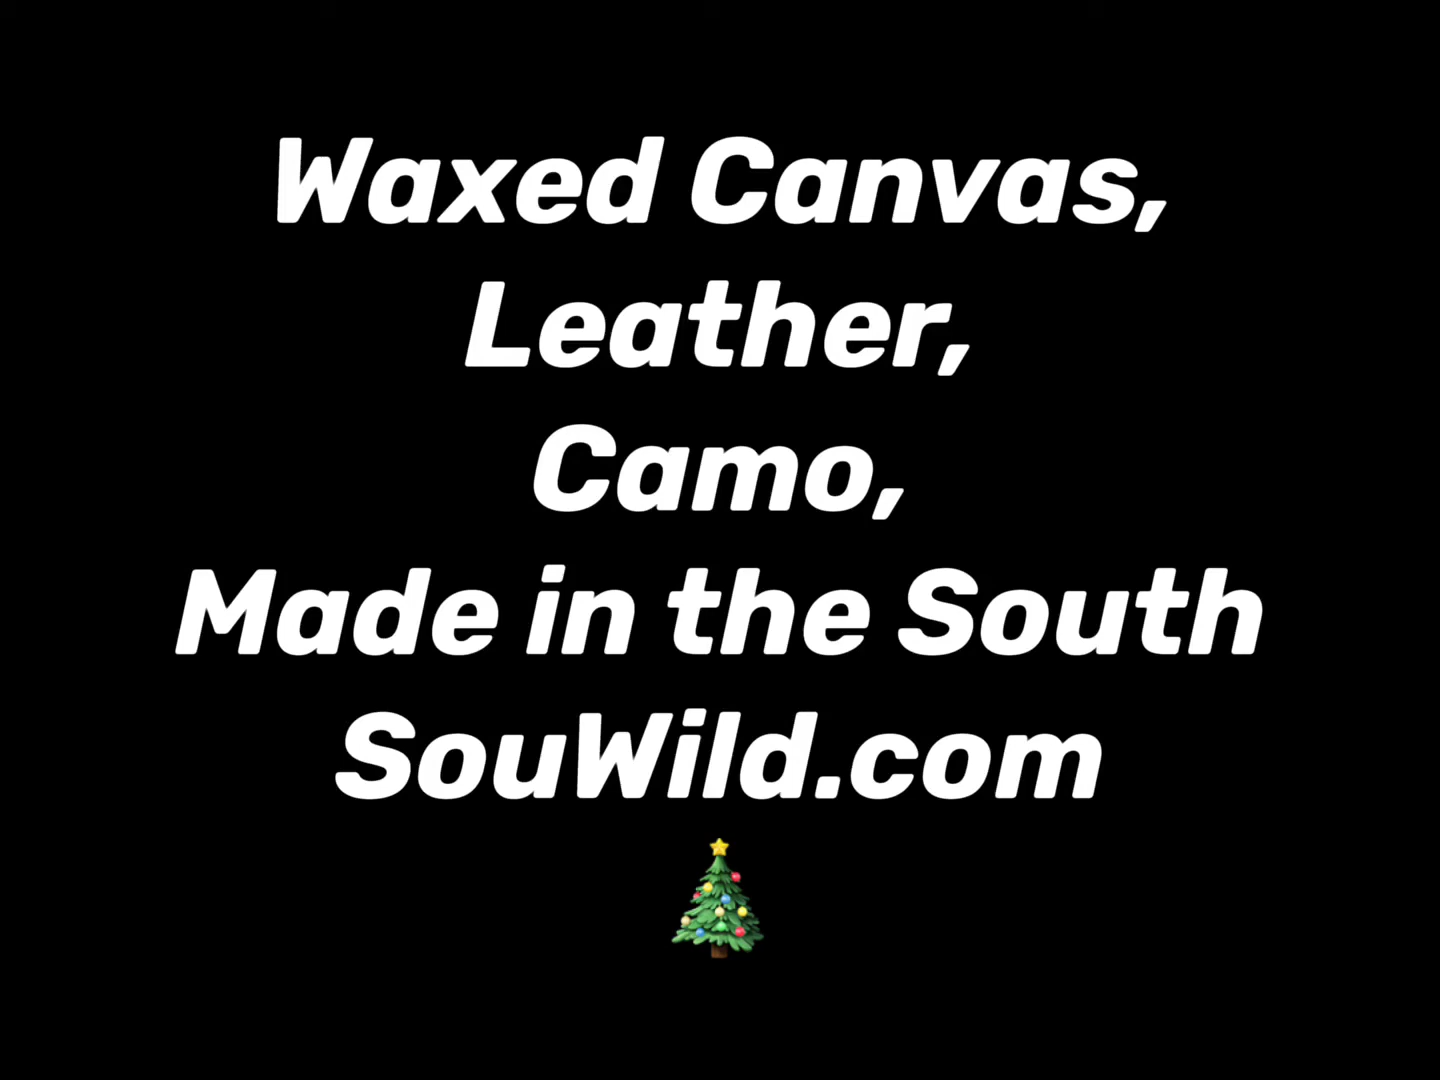 Waxed Canvas,
Leather,
Camo,
Made in the South
SouWild.com
🎄